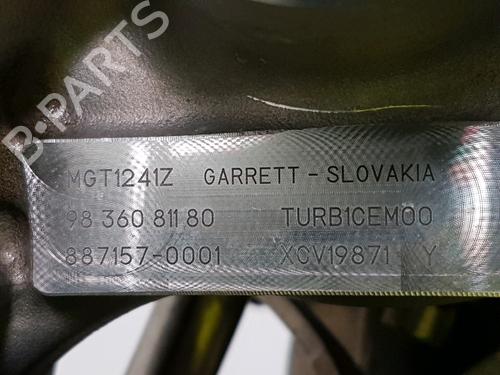 B-PARTS
MGT1241Z GARRETT - SLOVAKIA
98 360 811 80 TURB1CEM00
887157-0001 XCV19871 Y